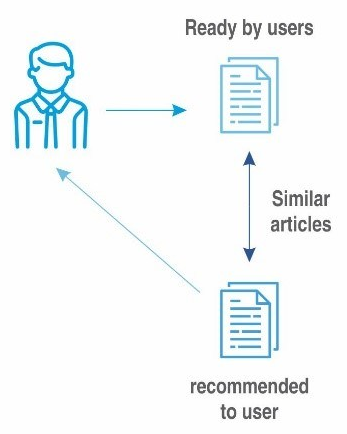 Ready by users
Similar
articles
recommended
to user